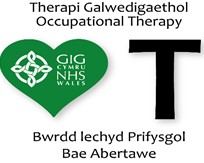 Therapi Galwedigaethol
Occupational Therapy
GIG
CYMRU
NHS
WALES
T
Bwrdd Iechyd Prifysgol
Bae Abertawe